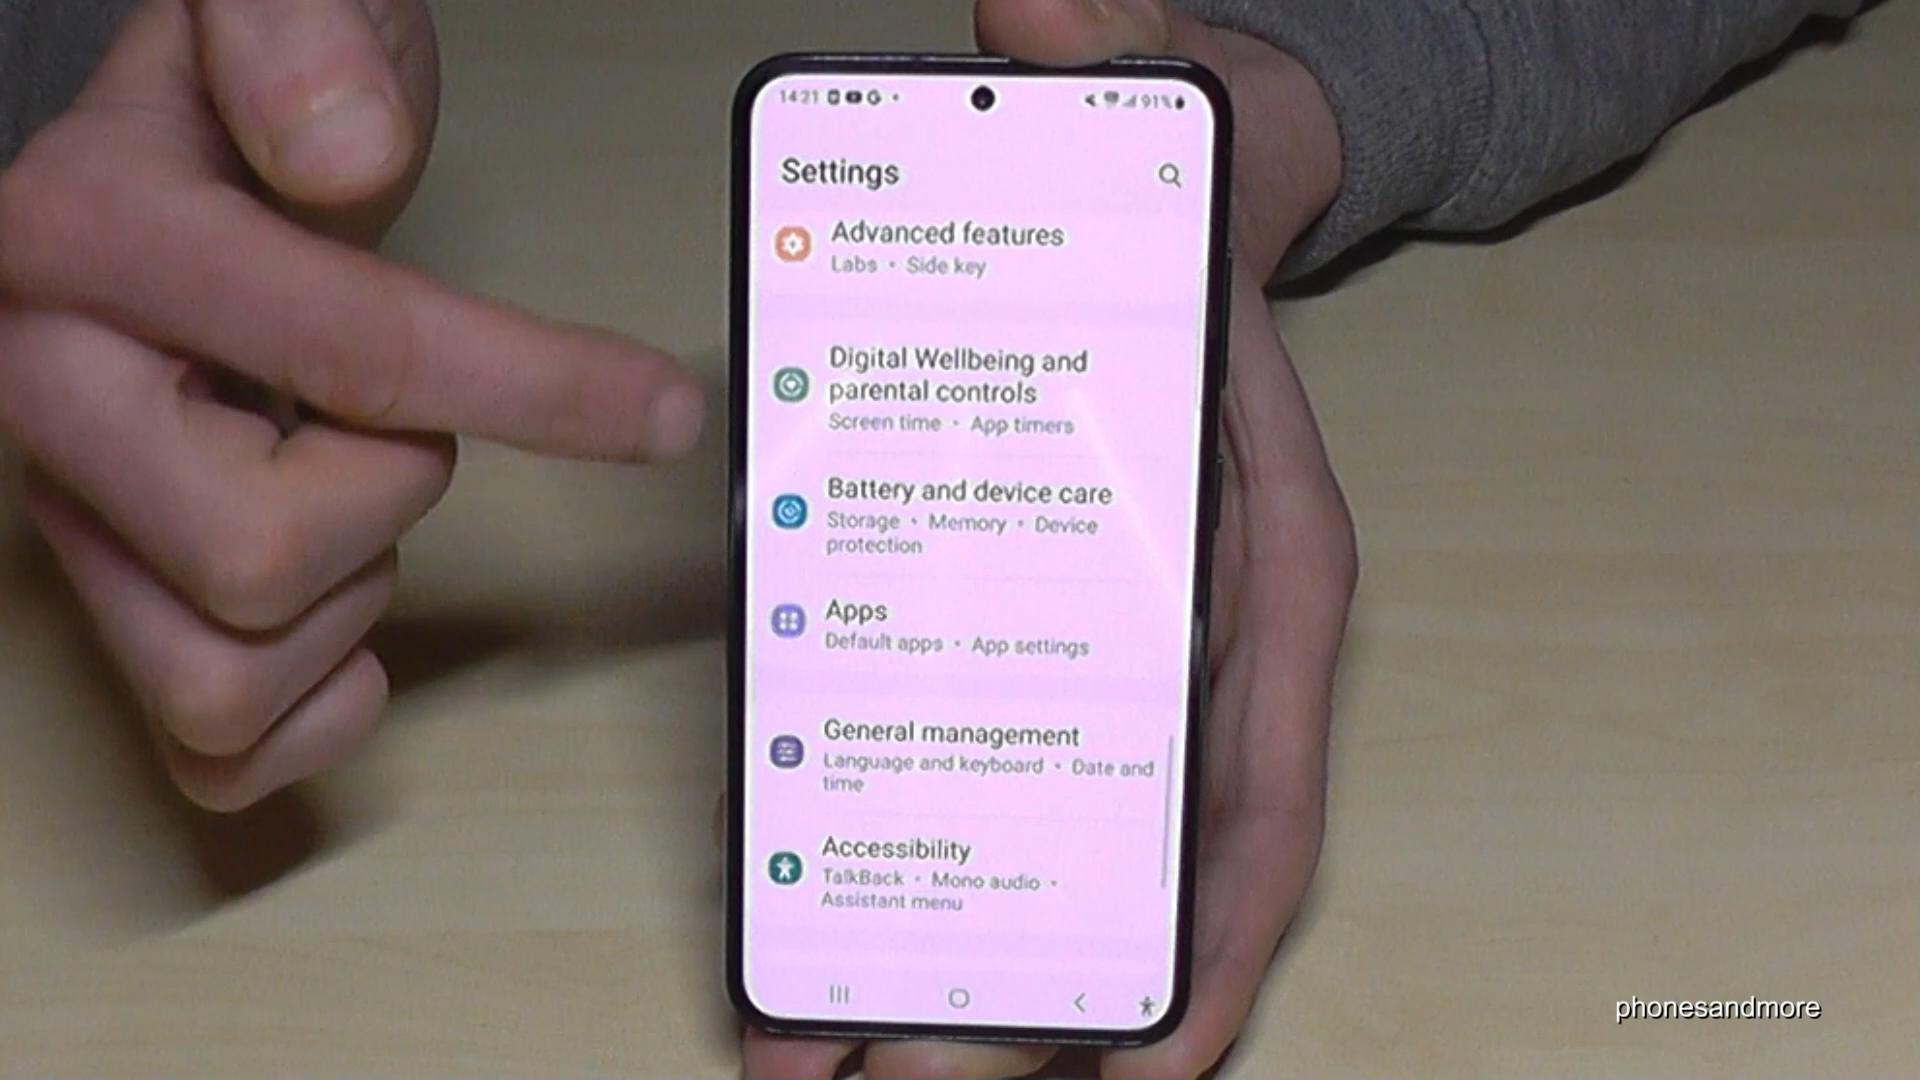 14:21 91%
Settings
Advanced features
Labs • Side key
Digital Wellbeing and
parental controls
Screen time • App timers
Battery and device care
Storage • Memory • Device
protection
Apps
Default apps • App settings
General management
Language and keyboard • Date and
time
Accessibility
TalkBack • Mono audio •
Assistant menu
phonesandmore